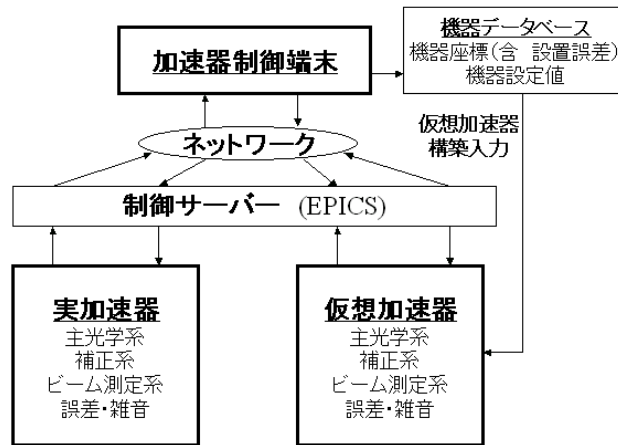 加速器制御端末
機器データベース
機器座標(含 設置誤差)
機器設定値
仮想加速器
構築入力
ネットワーク
制御サーバー (EPICS)
実加速器
主光学系
補正系
ビーム測定系
誤差・雑音
仮想加速器
主光学系
補正系
ビーム測定系
誤差・雑音